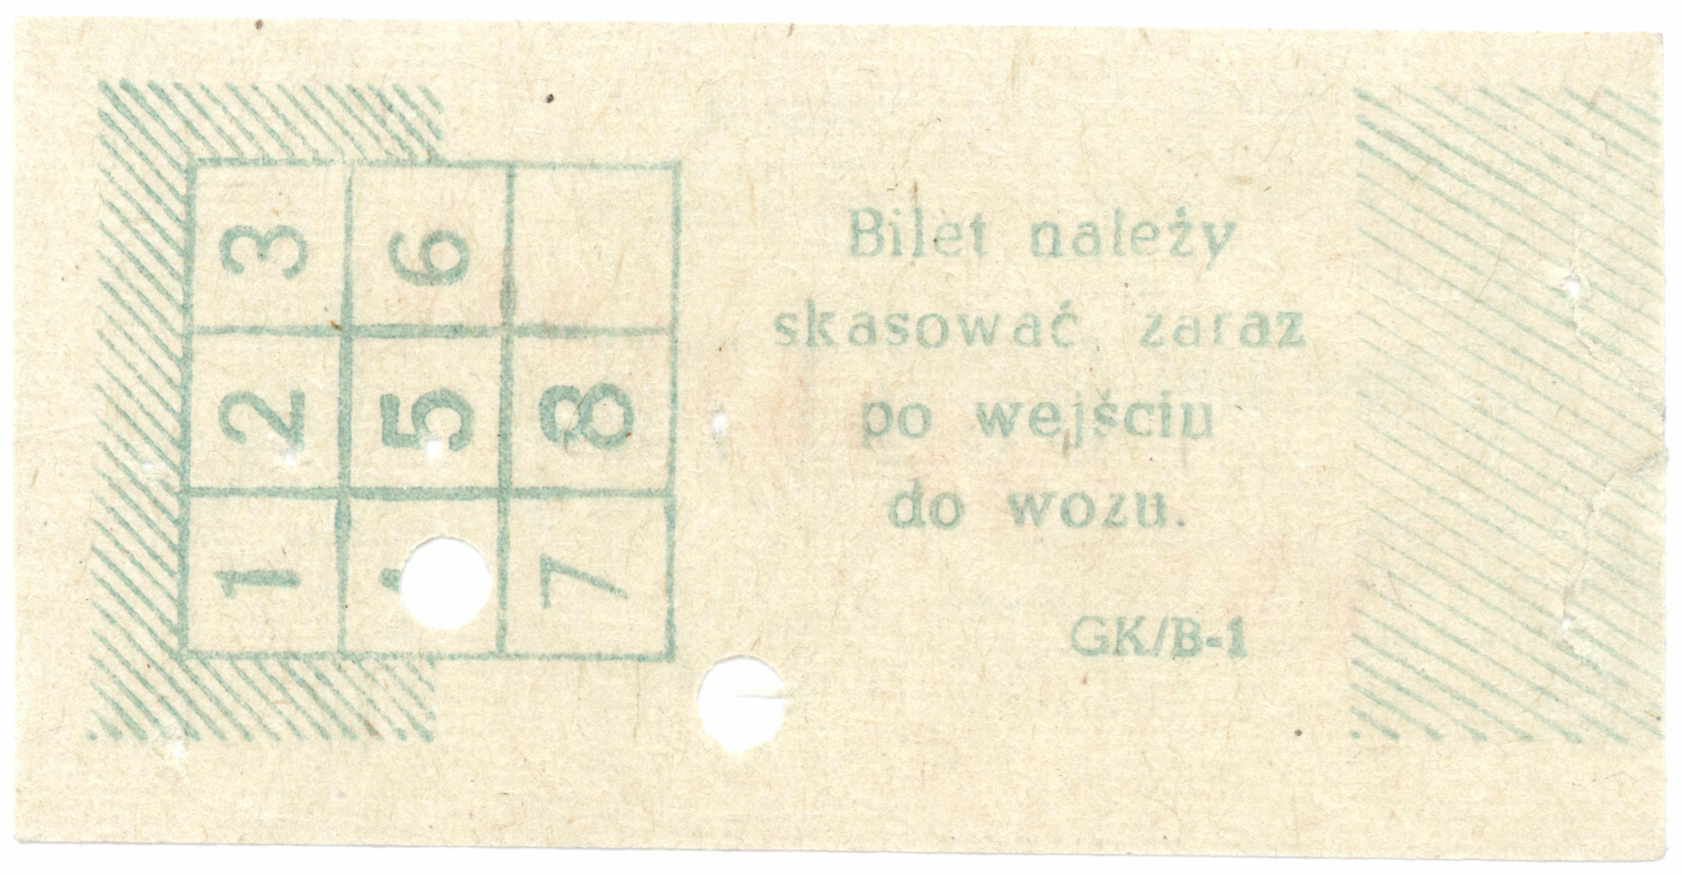 1 2 3
5 6
7 8
Bilet należy
skasować zaraz
po wejściu
do wozu.
GK/B-1